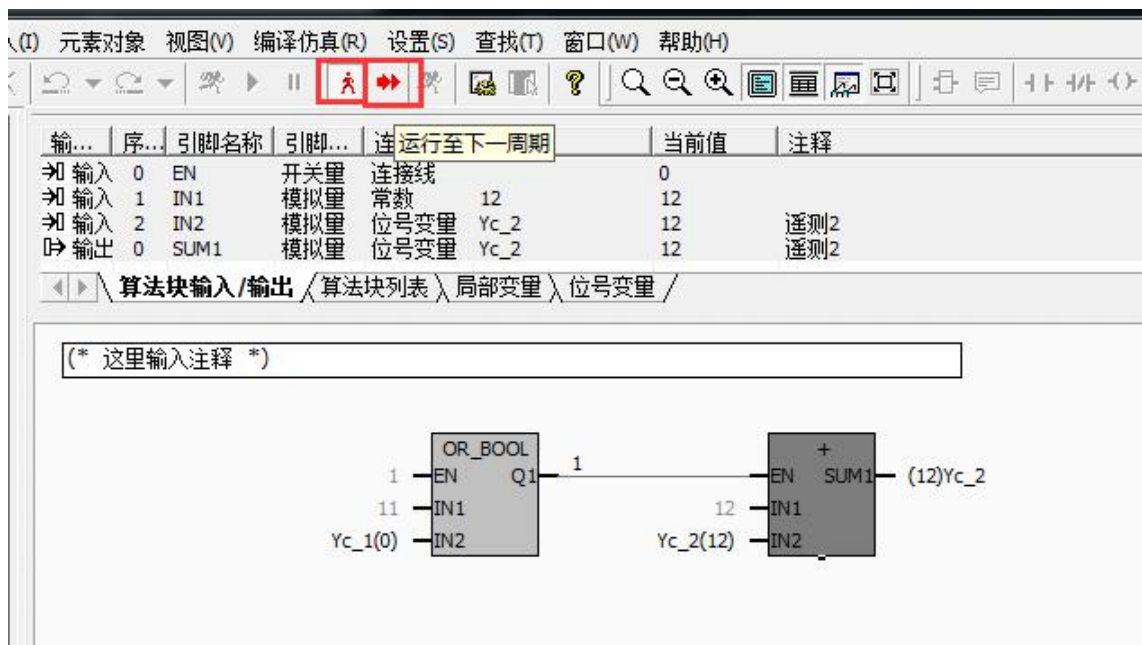 (I) 元素对象 视图(V) 编译仿真(R) 设置(S) 查找(T) 窗口(W) 帮助(H)
运行至下一周期
输... 序... 引脚名称 引脚... 连 当前值 注释
输入 0 EN 开关量 连接线 0
输入 1 IN1 模拟量 常数 12 12
输入 2 IN2 模拟量 位号变量 Yc_2 12 遥测2
输出 0 SUM1 模拟量 位号变量 Yc_2 12 遥测2
算法块输入/输出 算法块列表 局部变量 位号变量
(* 这里输入注释 *)
OR_BOOL
1 EN Q1 1
11 IN1
Yc_1(0) IN2
+
EN SUM1 (12)Yc_2
12 IN1
Yc_2(12) IN2